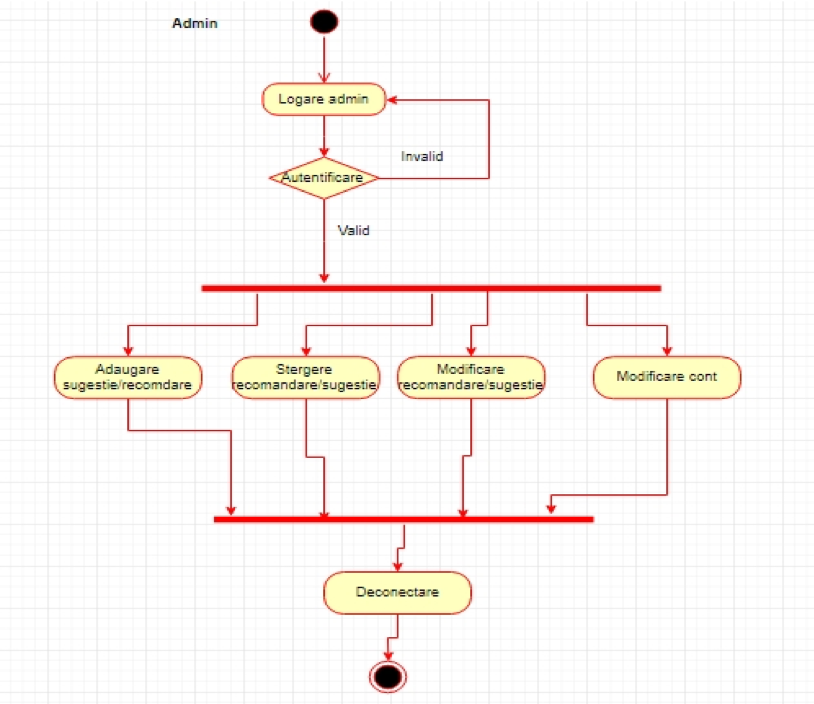 Admin
Logare admin
Invalid
Autentificare
Valid
Adaugare
sugestie/recomdare
Stergere
recomandare/sugestie
Modificare
recomandare/sugestie
Modificare cont
Deconectare